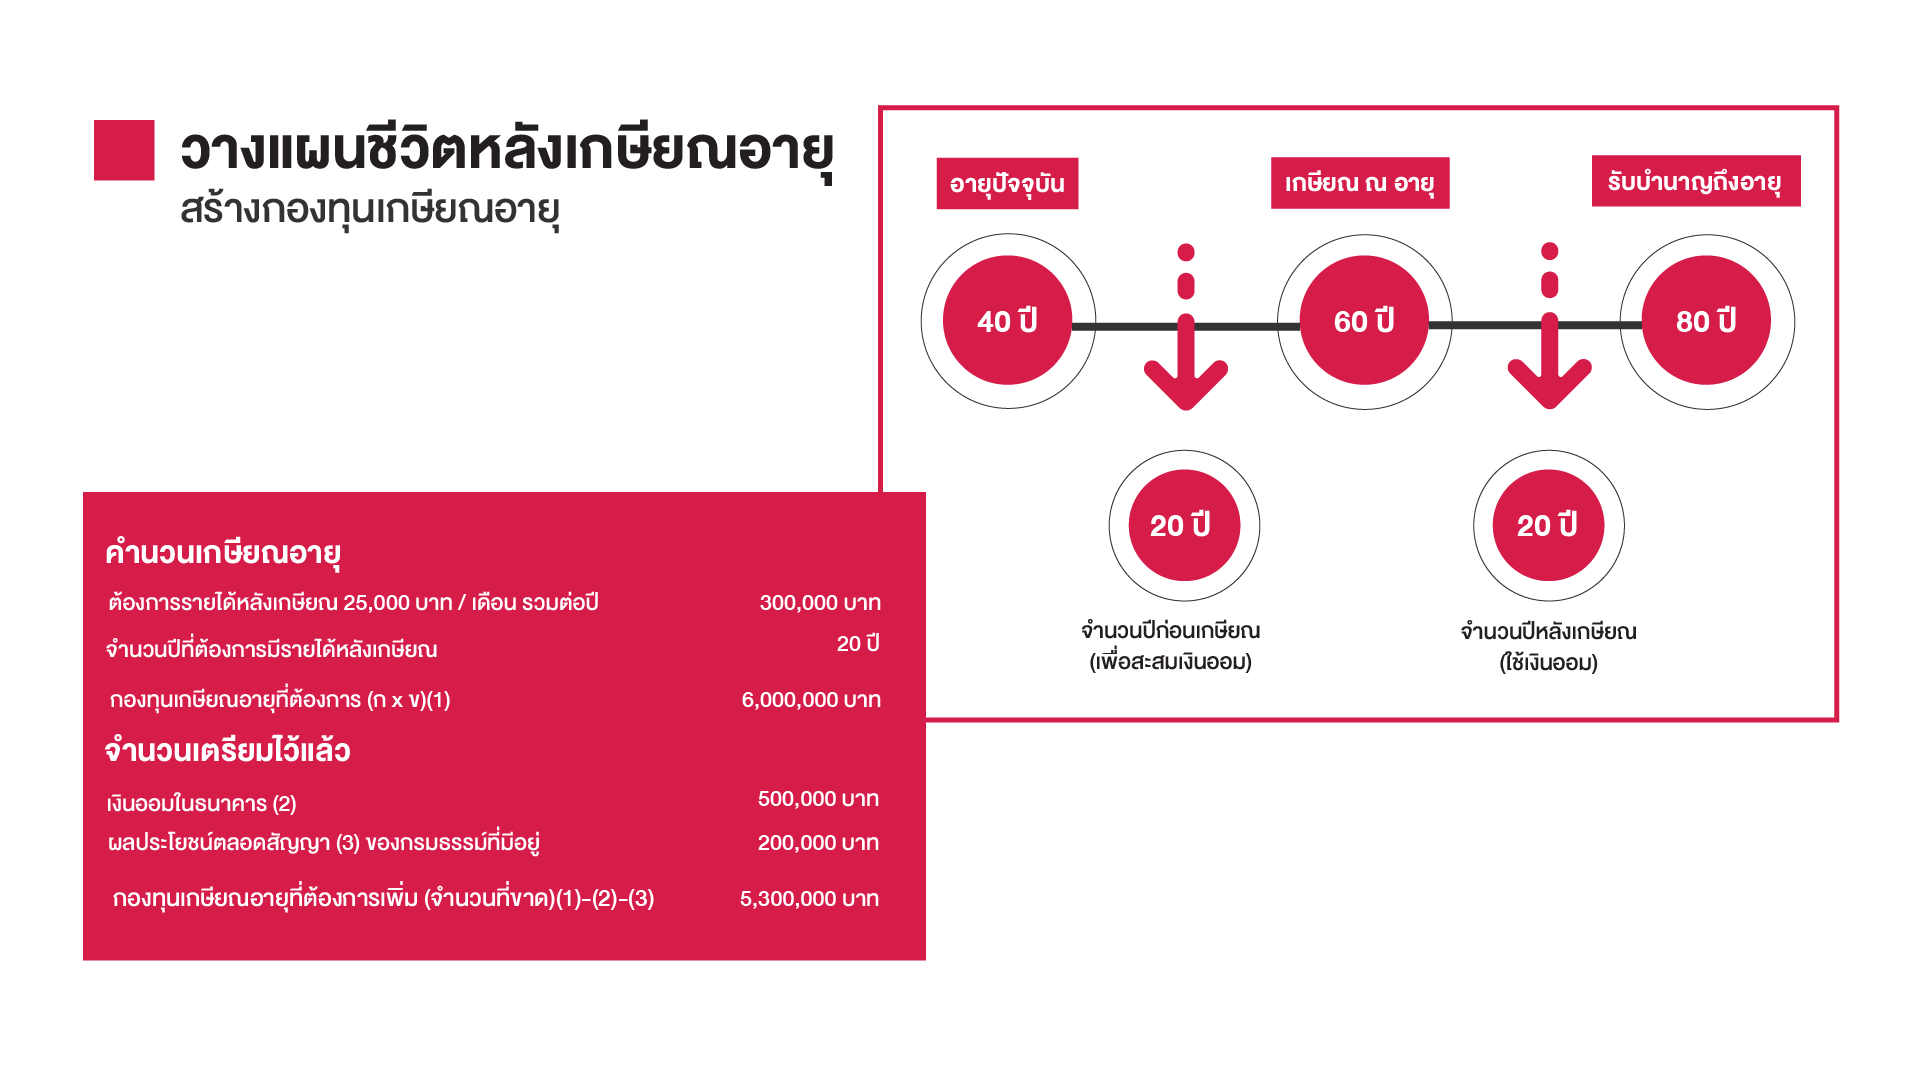 วางแผนชีวิตหลังเกษียณอายุ
สร้างกองทุนเกษียณอายุ
อายุปัจจุบัน
เกษียณ ณ อายุ
รับบำนาญถึงอายุ
40 ปี
60 ปี
80 ปี
20 ปี
20 ปี
จำนวนปีก่อนเกษียณ
(เพื่อสะสมเงินออม)
จำนวนปีหลังเกษียณ
(ใช้เงินออม)
คำนวนเกษียณอายุ
ต้องการรายได้หลังเกษียณ 25,000 บาท / เดือน รวมต่อปี 300,000 บาท
จำนวนปีที่ต้องการมีรายได้หลังเกษียณ 20 ปี
กองทุนเกษียณอายุที่ต้องการ (ก x ข)(1) 6,000,000 บาท
จำนวนเตรียมไว้แล้ว
เงินออมในธนาคาร (2) 500,000 บาท
ผลประโยชน์ตลอดสัญญา (3) ของกรมธรรม์ที่มีอยู่ 200,000 บาท
กองทุนเกษียณอายุที่ต้องการเพิ่ม (จำนวนที่ขาด)(1)-(2)-(3) 5,300,000 บาท